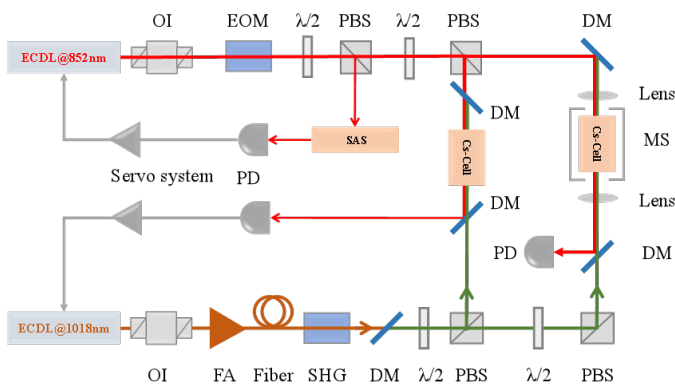 OI EOM λ/2 PBS λ/2 PBS DM
ECDL@852nm
Lens
DM
SAS
Cs-Cell
Cs-Cell
MS
Servo system PD
DM
Lens
PD
DM
ECDL@1018nm
OI FA Fiber SHG DM λ/2 PBS λ/2 PBS